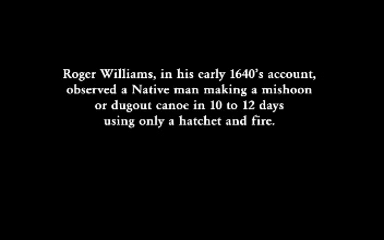 Roger Williams, in his early 1640's account,
observed a Native man making a mishoon
or dugout canoe in 10 to 12 days
using only a hatchet and fire.